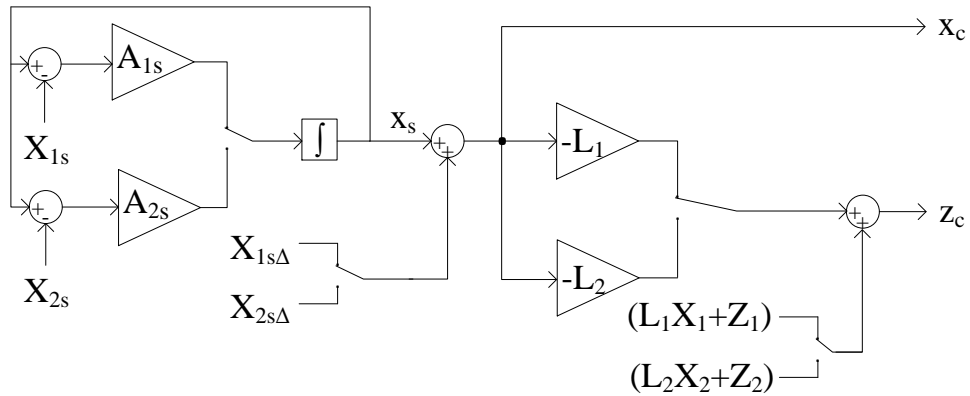 x_c
A_1s
+
-
X_1s
∫
x_s
+
+
-L_1
A_2s
+
-
X_2s
z_c
+
+
X_1sΔ
X_2sΔ
-L_2
(L_1X_1+Z_1)
(L_2X_2+Z_2)